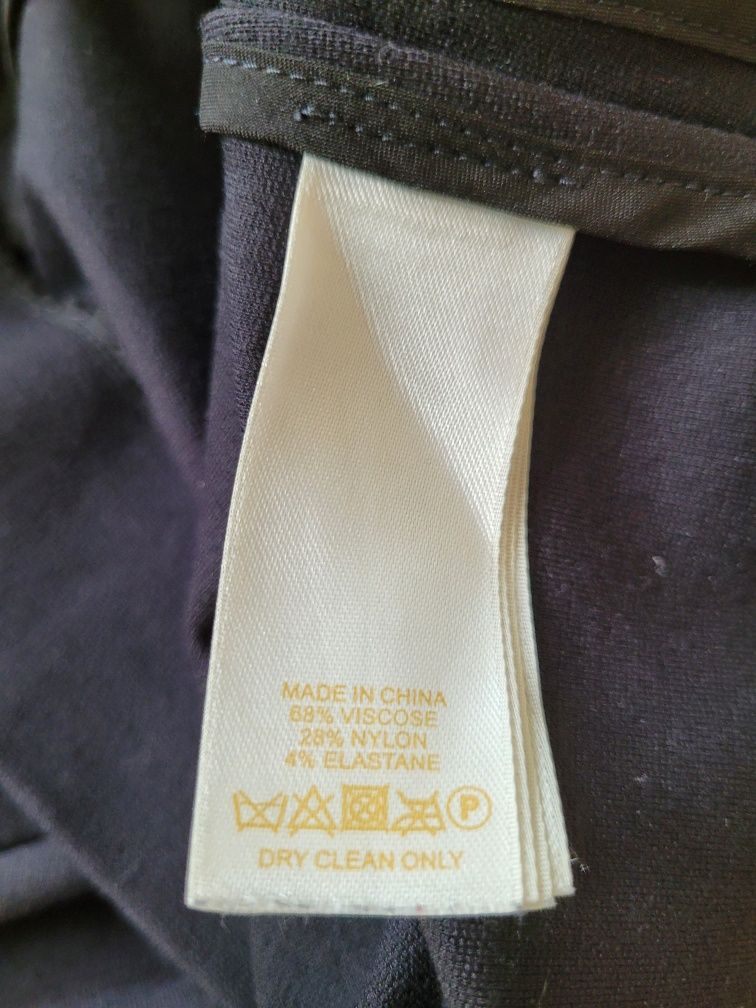 MADE IN CHINA
68% VISCOSE
28% NYLON
4% ELASTANE
P
DRY CLEAN ONLY